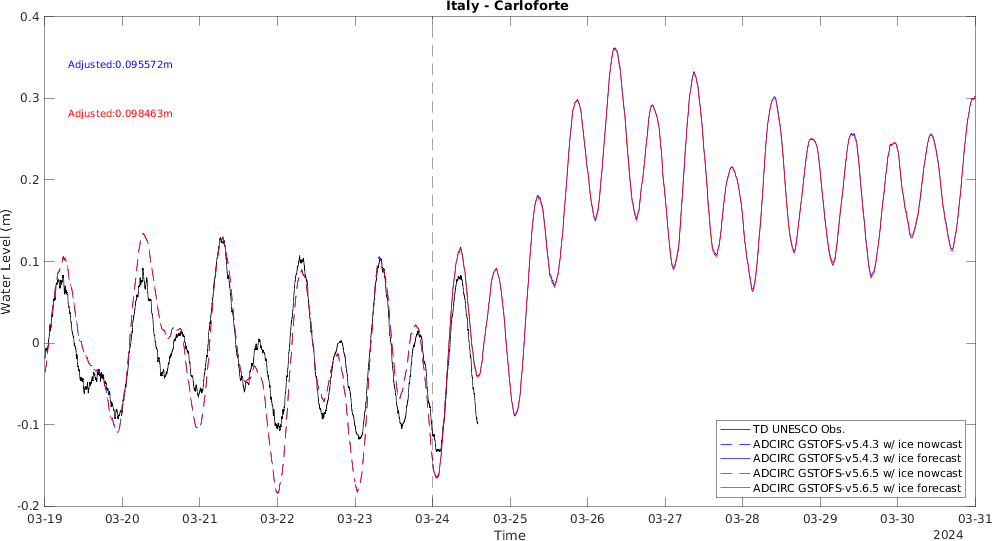 Italy - Carloforte
0.4
0.3
0.2
0.1
0
-0.1
-0.2
Water Level (m)
Adjusted:0.095572m
Adjusted:0.098463m
TD UNESCO Obs.
ADCIRC GSTOFS-v5.4.3 w/ ice nowcast
ADCIRC GSTOFS-v5.4.3 w/ ice forecast
ADCIRC GSTOFS-v5.6.5 w/ ice nowcast
ADCIRC GSTOFS-v5.6.5 w/ ice forecast
03-19 03-20 03-21 03-22 03-23 03-24 03-25 03-26 03-27 03-28 03-29 03-30 03-31
Time
2024